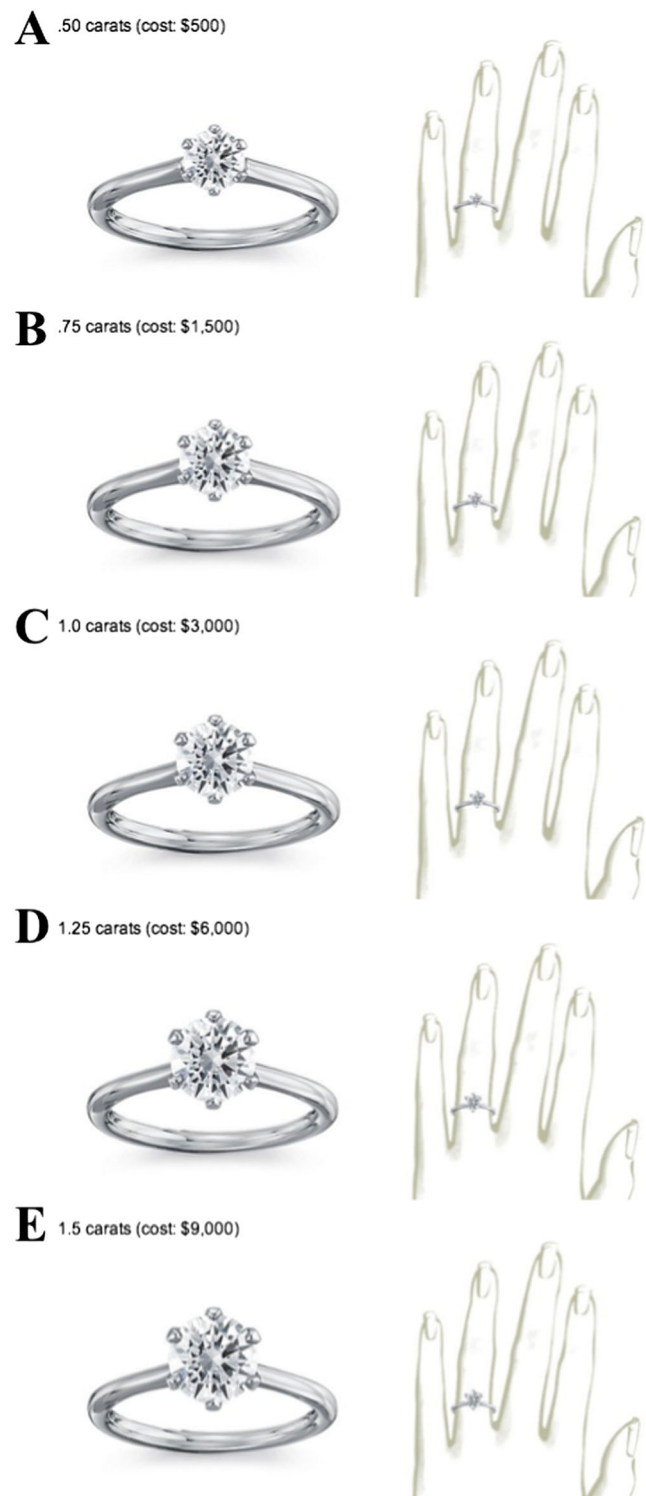 A .50 carats (cost: $500)
B .75 carats (cost: $1,500)
C 1.0 carats (cost: $3,000)
D 1.25 carats (cost: $6,000)
E 1.5 carats (cost: $9,000)